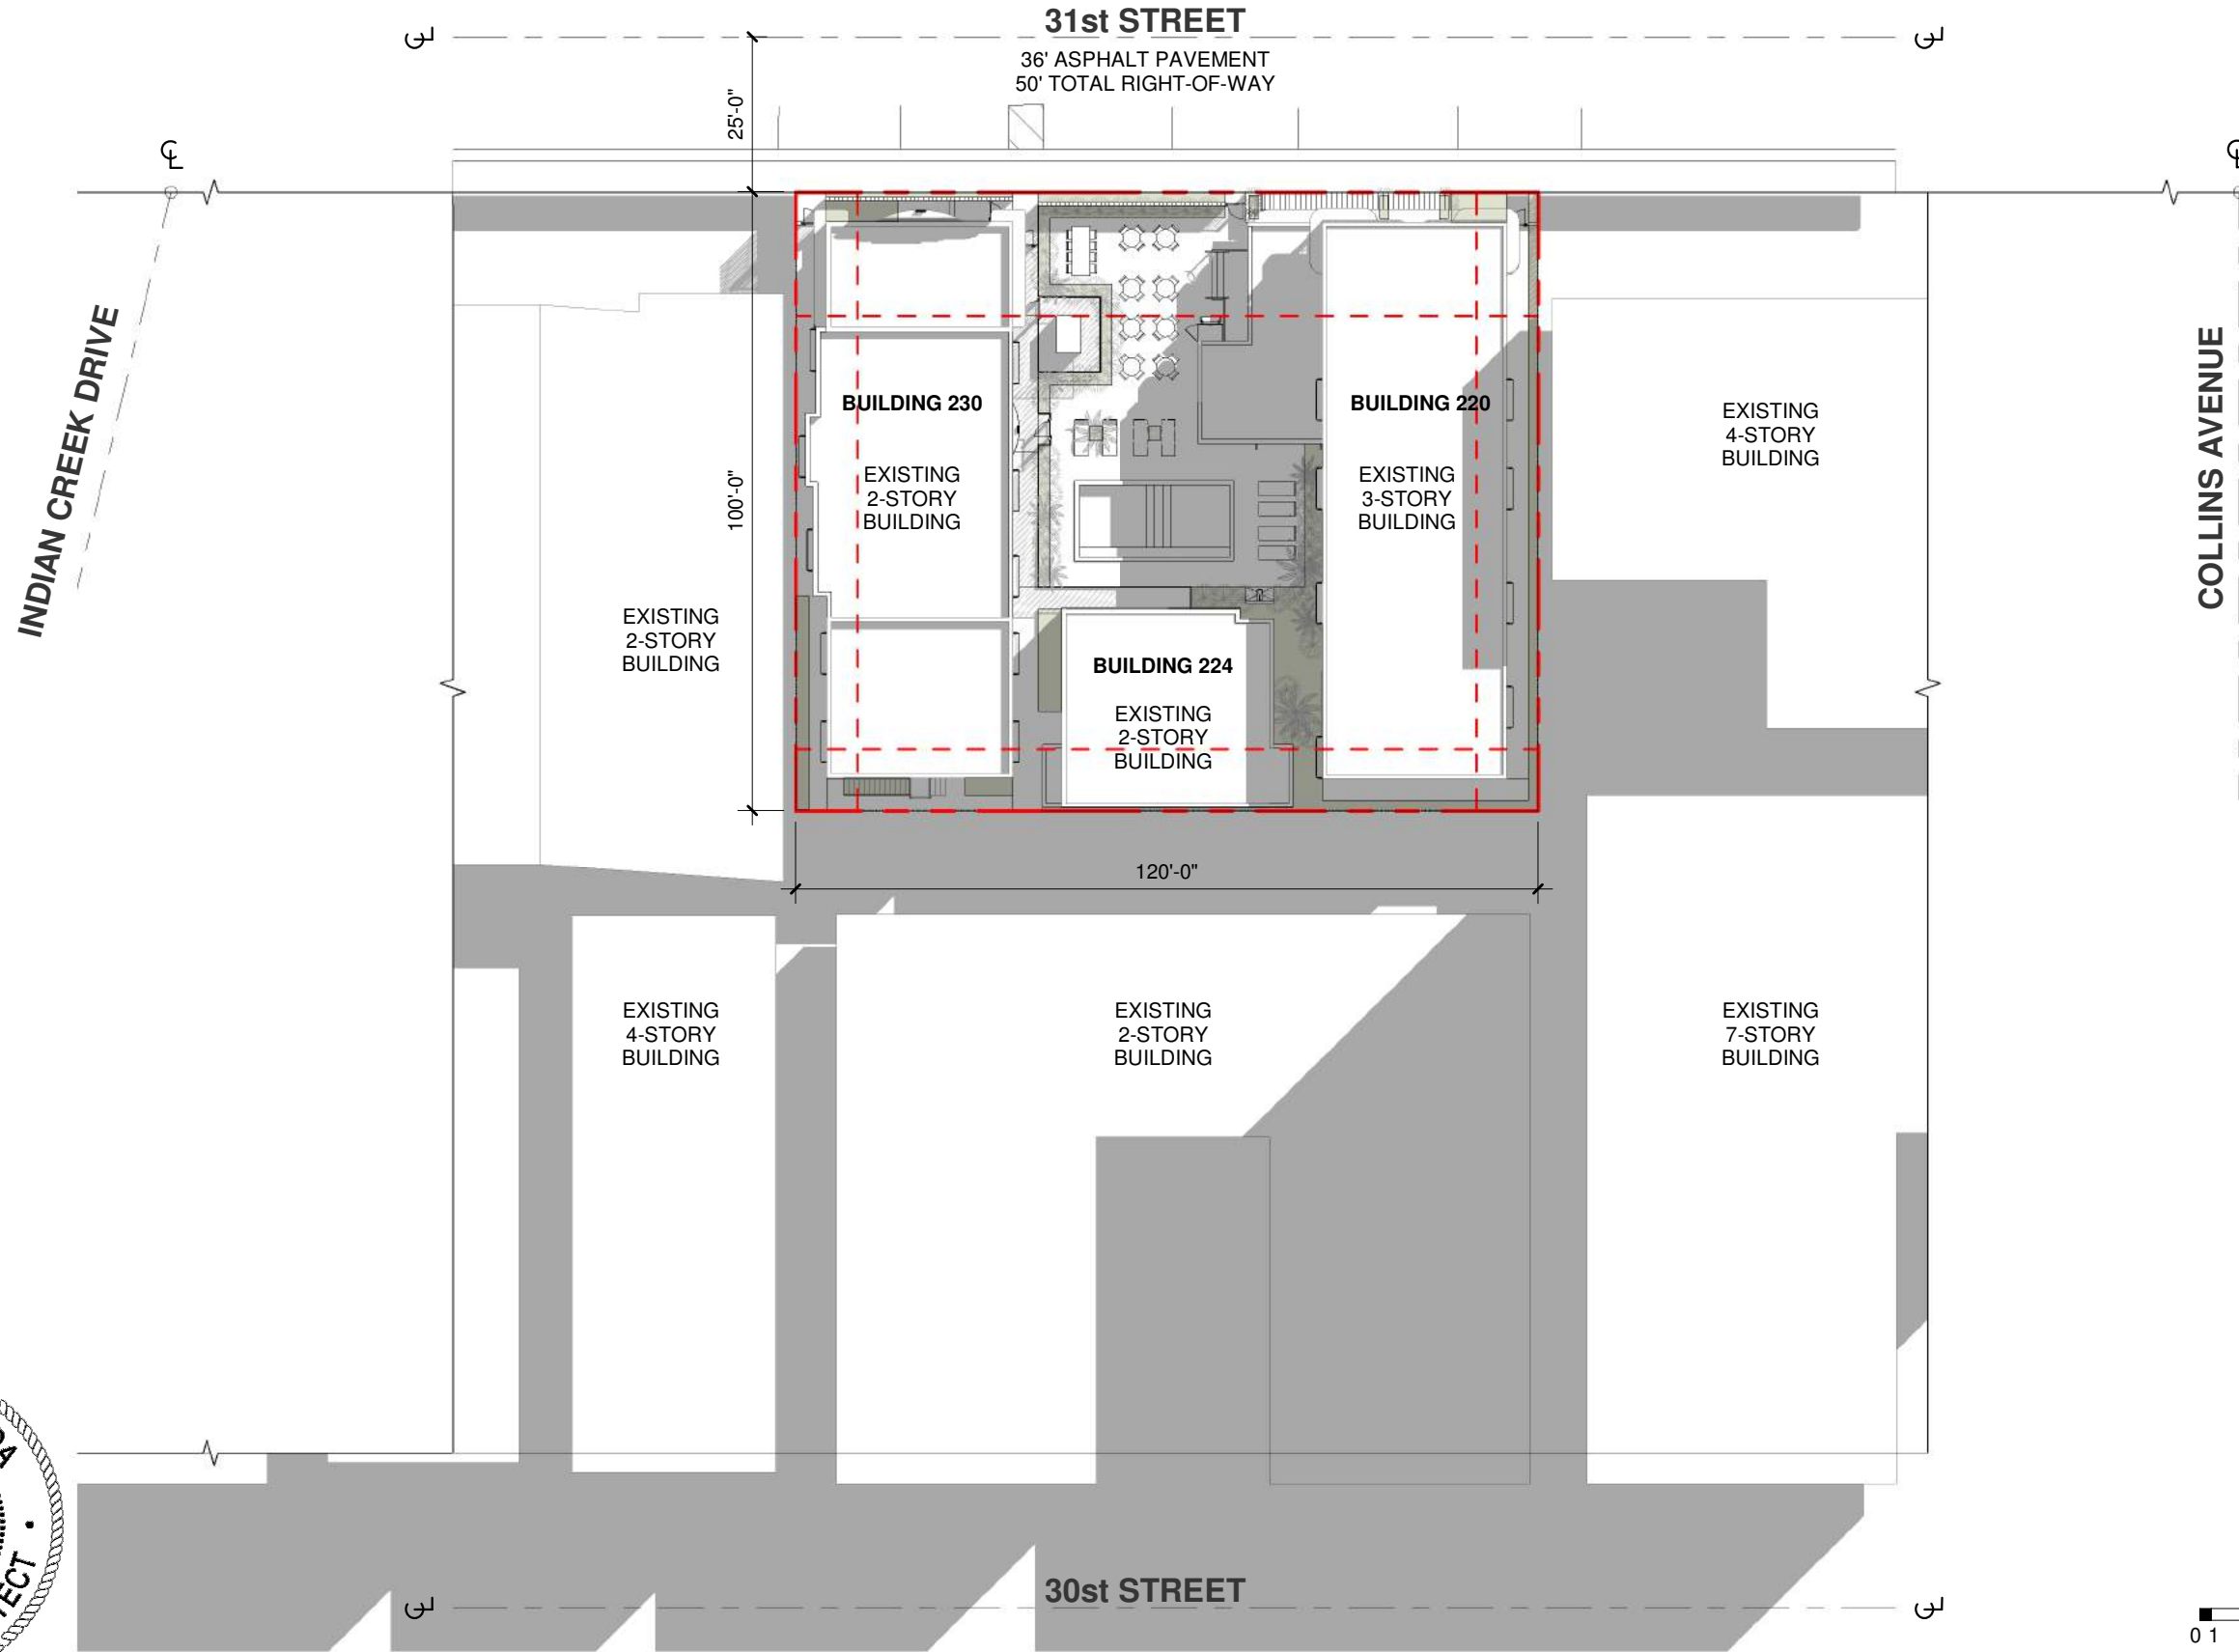 31st STREET
36' ASPHALT PAVEMENT
50' TOTAL RIGHT-OF-WAY
25'-0"
INDIAN CREEK DRIVE
COLLINS AVENUE
100'-0"
BUILDING 230
EXISTING
2-STORY
BUILDING
BUILDING 220
EXISTING
3-STORY
BUILDING
EXISTING
4-STORY
BUILDING
EXISTING
2-STORY
BUILDING
BUILDING 224
EXISTING
2-STORY
BUILDING
120'-0"
EXISTING
4-STORY
BUILDING
EXISTING
2-STORY
BUILDING
EXISTING
7-STORY
BUILDING
30st STREET
0 1